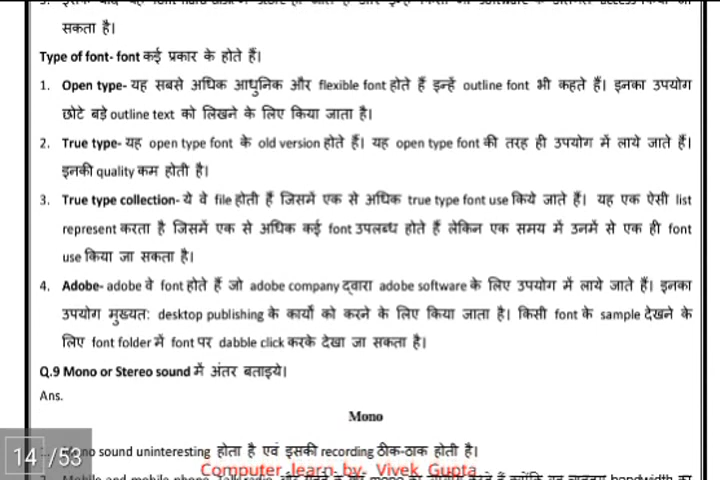 सकता है।
Type of font- font कई प्रकार के होते हैं।
1. Open type- यह सबसे अधिक आधुनिक और flexible font होते हैं इन्हें outline font भी कहते हैं। इनका उपयोग
छोटे बड़े outline text को लिखने के लिए किया जाता है।
2. True type- यह open type font के old version होते हैं। यह open type font की तरह ही उपयोग में लाये जाते हैं।
इनकी quality कम होती है।
3. True type collection- ये वे file होती हैं जिसमें एक से अधिक true type font use किये जाते हैं। यह एक ऐसी list
represent करता है जिसमें एक से अधिक कई font उपलब्ध होते हैं लेकिन एक समय में उनमें से एक ही font
use किया जा सकता है।
4. Adobe- adobe वे font होते हैं जो adobe company द्वारा adobe software के लिए उपयोग में लाये जाते हैं। इनका
उपयोग मुख्यत: desktop publishing के कार्यो को करने के लिए किया जाता है। किसी font के sample देखने के
लिए font folder में font पर dabble click करके देखा जा सकता है।
Q.9 Mono or Stereo sound में अंतर बताइये।
Ans.
Mono
sound uninteresting होता है एवं इसकी recording ठीक-ठाक होती है।
14 /53
Computer learn by- Vivek Gupta